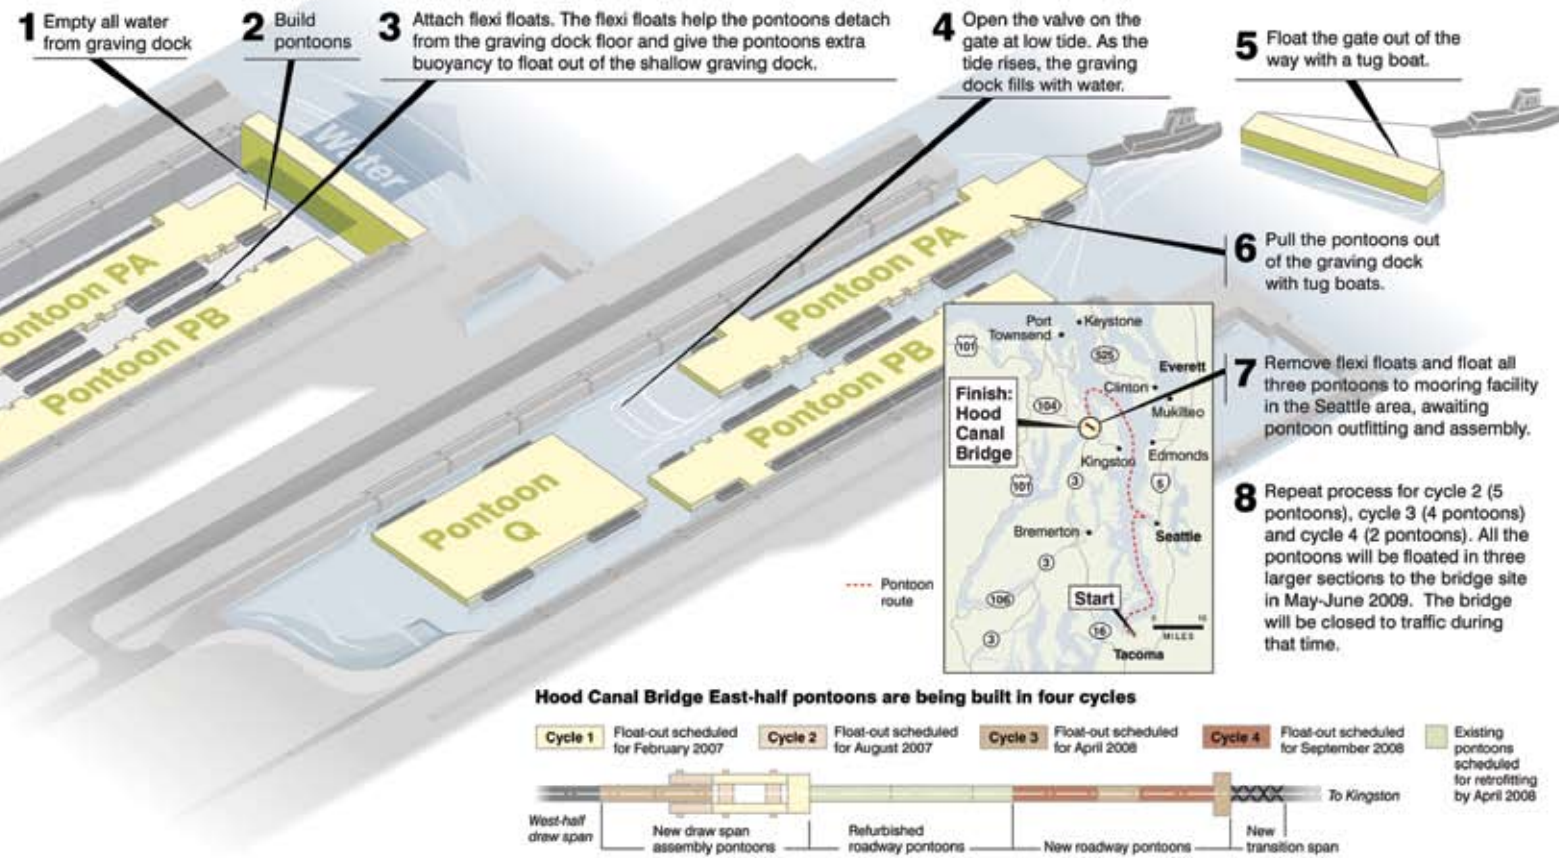 1 Empty all water
from graving dock
2 Build
pontoons
3 Attach flexi floats. The flexi floats help the pontoons detach
from the graving dock floor and give the pontoons extra
buoyancy to float out of the shallow graving dock.
4 Open the valve on the
gate at low tide. As the
tide rises, the graving
dock fills with water.
5 Float the gate out of the
way with a tug boat.
Water
ontoon PA
Pontoon PB
Pontoon PA
Pontoon PB
Pontoon
Q
6 Pull the pontoons out
of the graving dock
with tug boats.
7 Remove flexi floats and float all
three pontoons to mooring facility
in the Seattle area, awaiting
pontoon outfitting and assembly.
8 Repeat process for cycle 2 (5
pontoons), cycle 3 (4 pontoons)
and cycle 4 (2 pontoons). All the
pontoons will be floated in three
larger sections to the bridge site
in May-June 2009. The bridge
will be closed to traffic during
that time.
Port
Townsend
Keystone
101
525
Everett
Clinton
Finish:
Hood
Canal
Bridge
104
Mukilteo
Kingston
Edmonds
101
3
5
Bremerton
Seattle
3
Pontoon
route
106
Start
3
16
0 10
MILES
Tacoma
Hood Canal Bridge East-half pontoons are being built in four cycles
Cycle 1
Float-out scheduled
for February 2007
Cycle 2
Float-out scheduled
for August 2007
Cycle 3
Float-out scheduled
for April 2008
Cycle 4
Float-out scheduled
for September 2008
Existing
pontoons
scheduled
for retrofitting
by April 2008
To Kingston
West-half
draw span
New draw span
assembly pontoons
Refurbished
roadway pontoons
New roadway pontoons
New
transition span